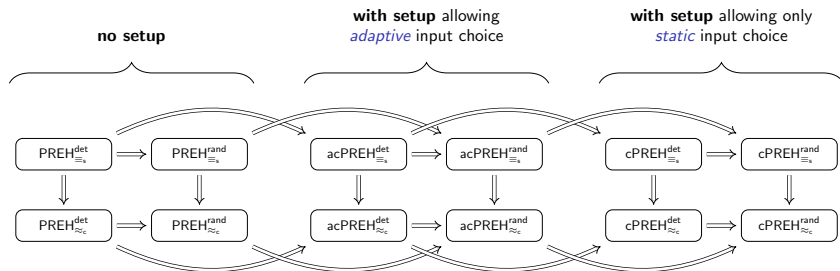 no setup
with setup allowing
adaptive input choice
with setup allowing only
static input choice
PREH^det_≡s PREH^rand_≡s acPREH^det_≡s acPREH^rand_≡s cPREH^det_≡s cPREH^rand_≡s
PREH^det_≈c PREH^rand_≈c acPREH^det_≈c acPREH^rand_≈c cPREH^det_≈c cPREH^rand_≈c